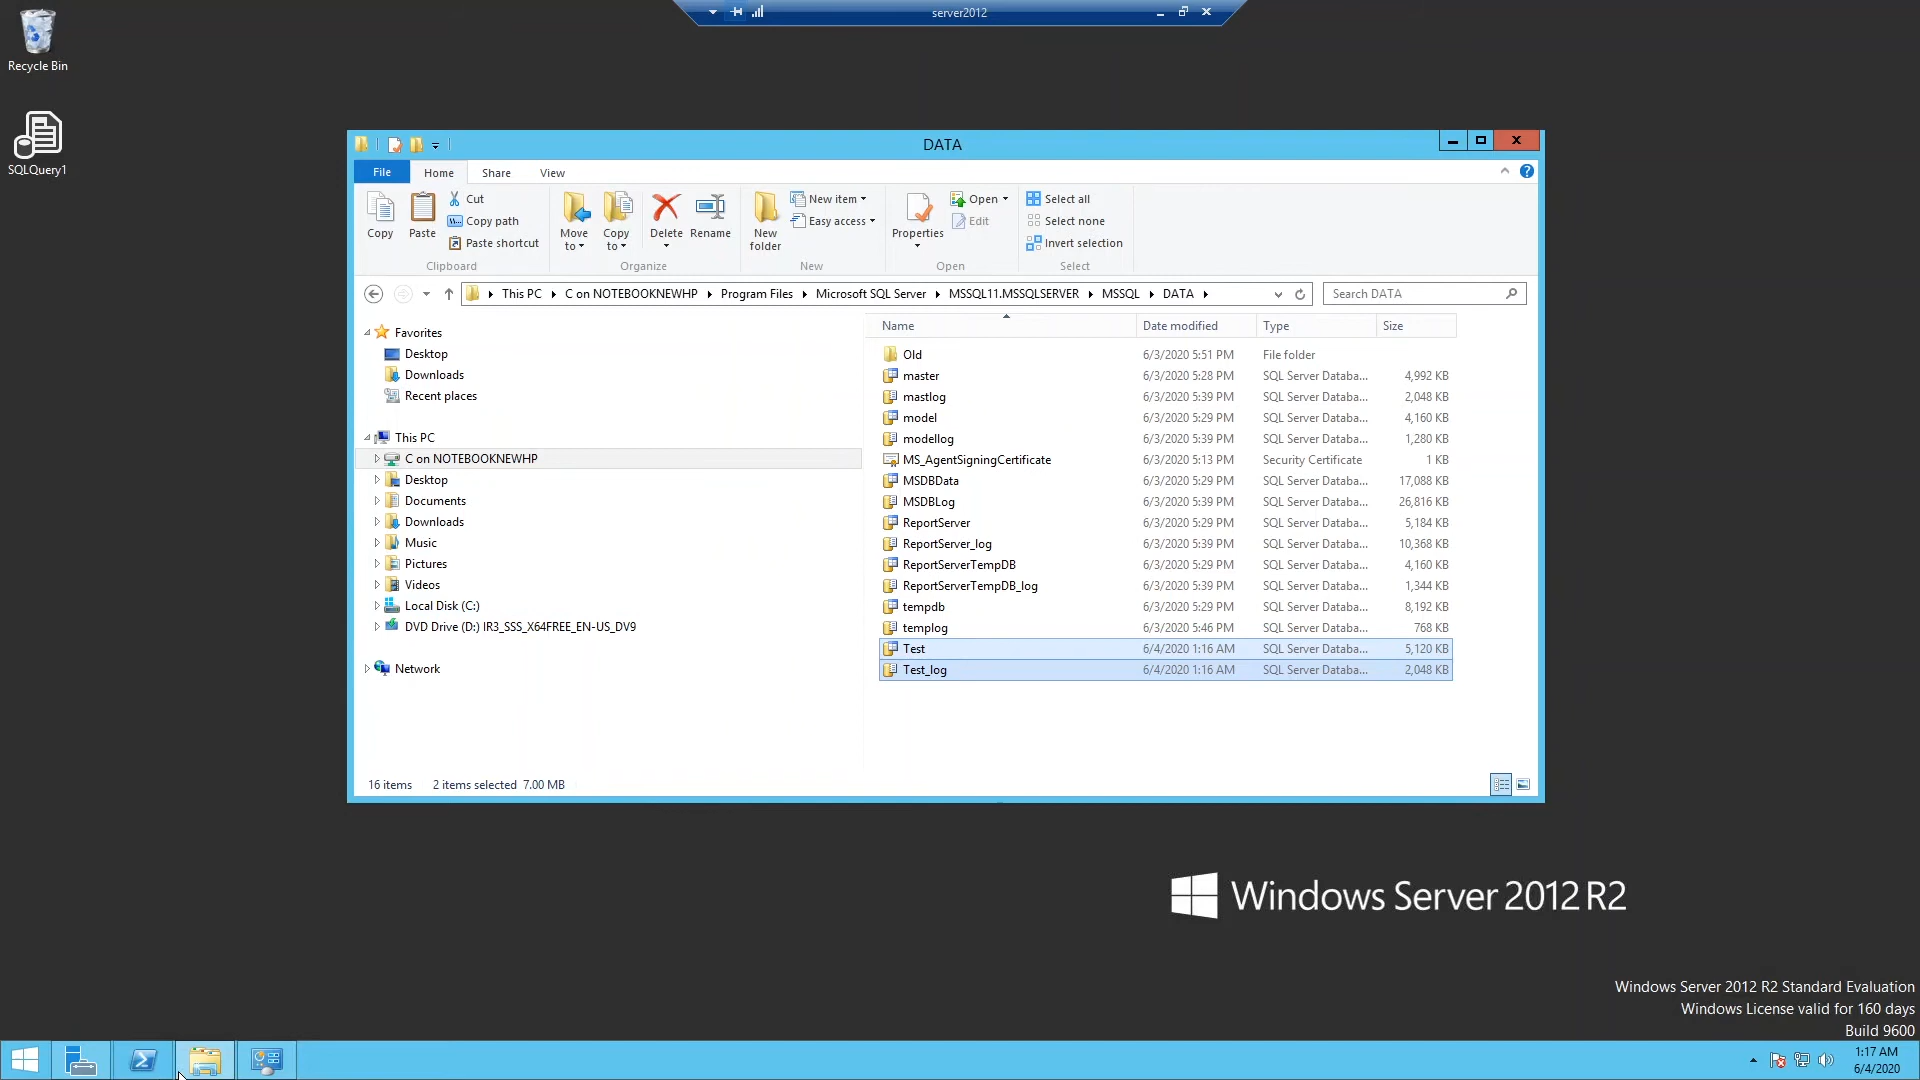 server2012
Recycle Bin
SQLQuery1
DATA
File Home Share View
Copy Paste Cut Copy path Paste shortcut
Clipboard
Move to Copy to Delete Rename
Organize
New folder New item Easy access
New
Properties Open Edit
Open
Select all Select none Invert selection
Select
This PC C on NOTEBOOKNEWHP Program Files Microsoft SQL Server MSSQL11.MSSQLSERVER MSSQL DATA
Search DATA
Favorites
Desktop
Downloads
Recent places
This PC
C on NOTEBOOKNEWHP
Desktop
Documents
Downloads
Music
Pictures
Videos
Local Disk (C:)
DVD Drive (D:) IR3_SSS_X64FREE_EN-US_DV9
Network
Name Date modified Type Size
Old 6/3/2020 5:51 PM File folder
master 6/3/2020 5:28 PM SQL Server Databa... 4,992 KB
mastlog 6/3/2020 5:39 PM SQL Server Databa... 2,048 KB
model 6/3/2020 5:29 PM SQL Server Databa... 4,160 KB
modellog 6/3/2020 5:39 PM SQL Server Databa... 1,280 KB
MS_AgentSigningCertificate 6/3/2020 5:13 PM Security Certificate 1 KB
MSDBData 6/3/2020 5:29 PM SQL Server Databa... 17,088 KB
MSDBLog 6/3/2020 5:39 PM SQL Server Databa... 26,816 KB
ReportServer 6/3/2020 5:29 PM SQL Server Databa... 5,184 KB
ReportServer_log 6/3/2020 5:39 PM SQL Server Databa... 10,368 KB
ReportServerTempDB 6/3/2020 5:29 PM SQL Server Databa... 4,160 KB
ReportServerTempDB_log 6/3/2020 5:39 PM SQL Server Databa... 1,344 KB
tempdb 6/3/2020 5:29 PM SQL Server Databa... 8,192 KB
templog 6/3/2020 5:46 PM SQL Server Databa... 768 KB
Test 6/4/2020 1:16 AM SQL Server Databa... 5,120 KB
Test_log 6/4/2020 1:16 AM SQL Server Databa... 2,048 KB
16 items 2 items selected 7.00 MB
Windows Server 2012 R2
Windows Server 2012 R2 Standard Evaluation
Windows License valid for 160 days
Build 9600
1:17 AM
6/4/2020